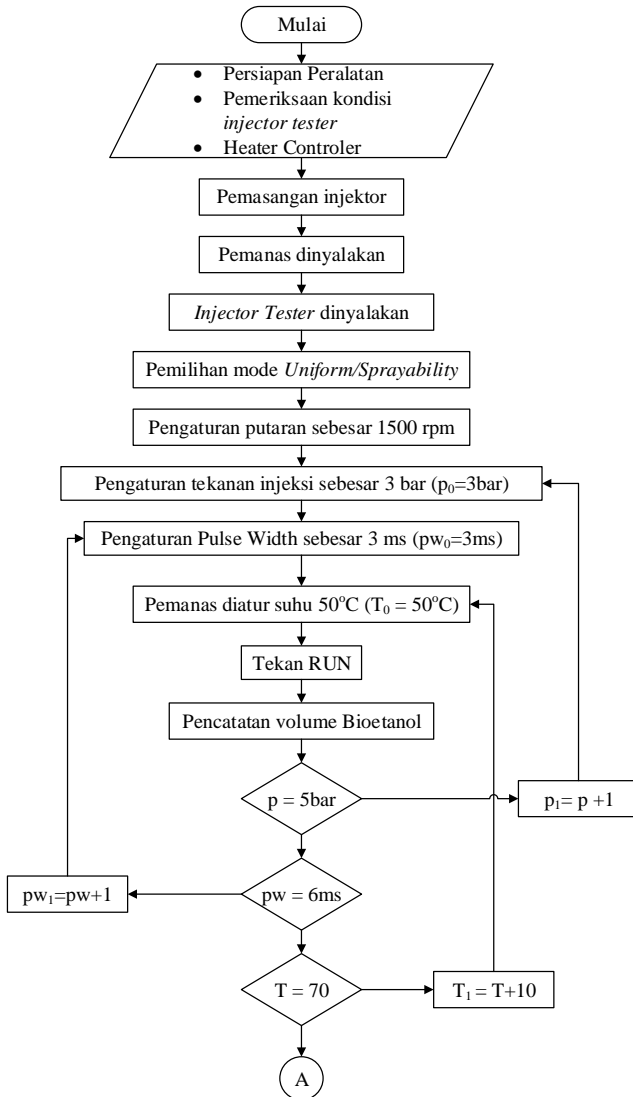 Mulai
• Persiapan Peralatan
• Pemeriksaan kondisi
injector tester
• Heater Controler
Pemasangan injektor
Pemanas dinyalakan
Injector Tester dinyalakan
Pemilihan mode Uniform/Sprayability
Pengaturan putaran sebesar 1500 rpm
Pengaturan tekanan injeksi sebesar 3 bar (p₀=3bar)
Pengaturan Pulse Width sebesar 3 ms (pw₀=3ms)
Pemanas diatur suhu 50°C (T₀ = 50°C)
Tekan RUN
Pencatatan volume Bioetanol
p = 5bar
p₁= p +1
pw₁=pw+1
pw = 6ms
T = 70
T₁ = T+10
A